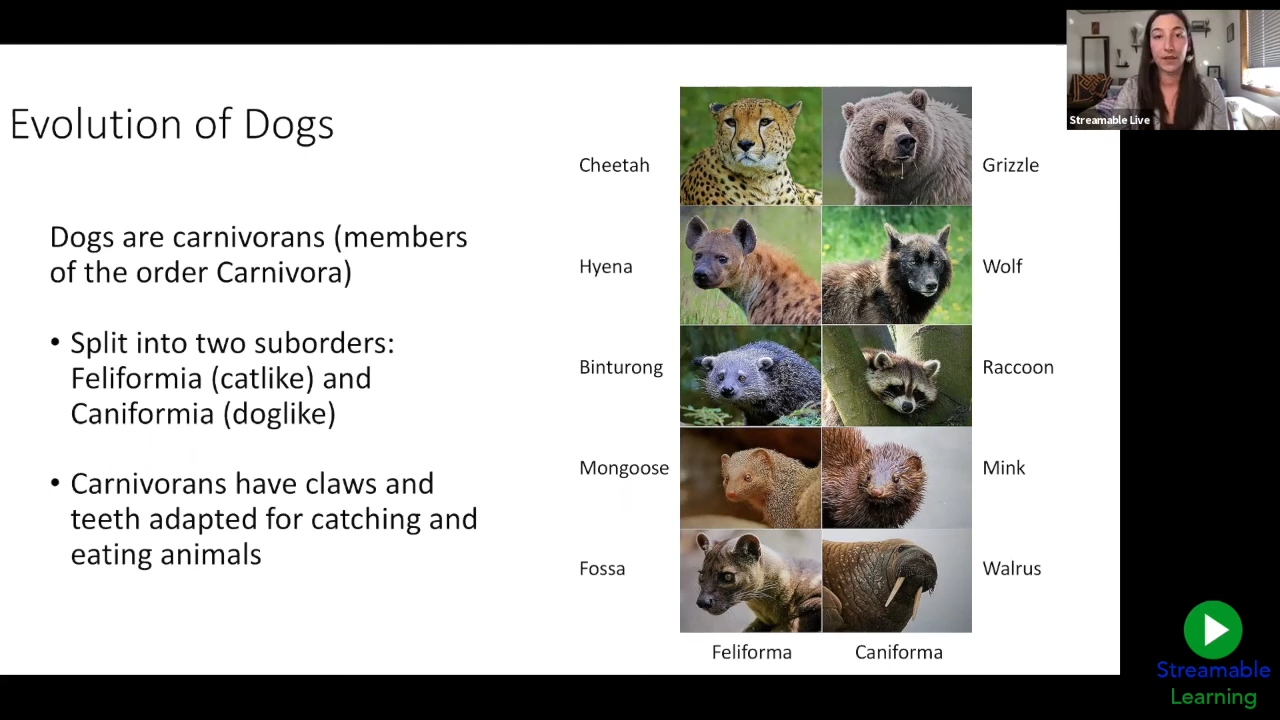 Evolution of Dogs
Dogs are carnivorans (members
of the order Carnivora)
• Split into two suborders:
Feliformia (catlike) and
Caniformia (doglike)
• Carnivorans have claws and
teeth adapted for catching and
eating animals
Cheetah
Grizzle
Hyena
Wolf
Binturong
Raccoon
Mongoose
Mink
Fossa
Walrus
Feliforma
Caniforma
Streamable Live
Streamable
Learning